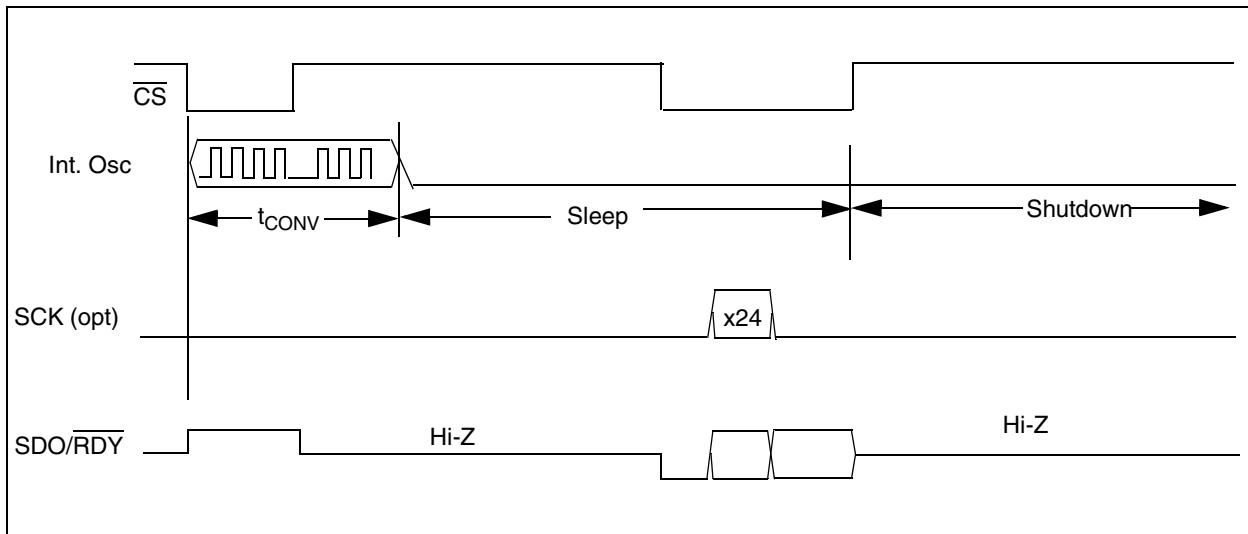 CS
Int. Osc
tCONV
Sleep
Shutdown
SCK (opt)
x24
SDO/RDY
Hi-Z
Hi-Z